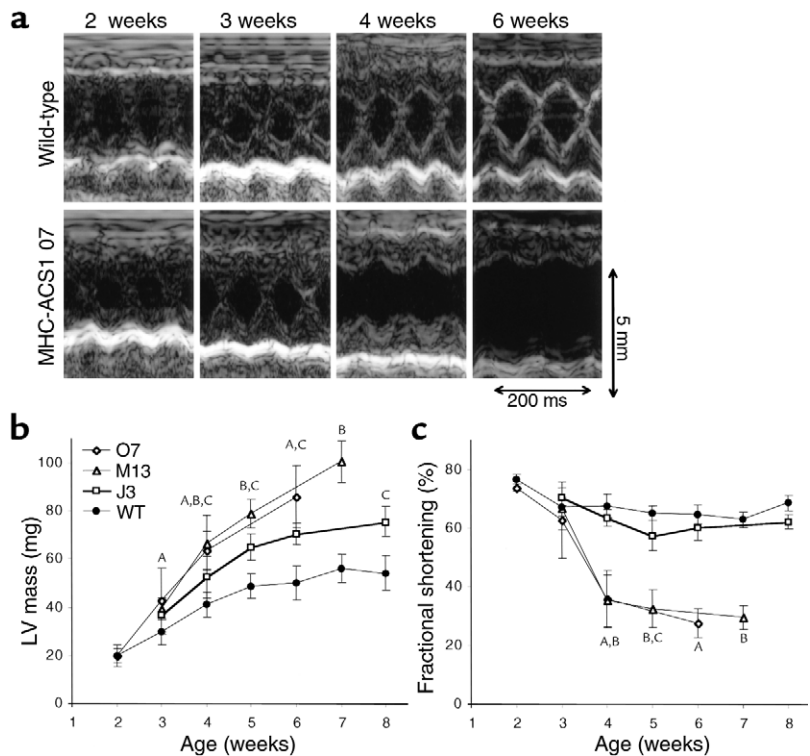 a
2 weeks 3 weeks 4 weeks 6 weeks
Wild-type
MHC-ACS1 07
5 mm
200 ms
b
O7
M13
J3
WT
LV mass (mg)
100
80
60
40
20
0
A
A,B,C
B,C
A,C
B
C
1 2 3 4 5 6 7 8
Age (weeks)
c
Fractional shortening (%)
80
60
40
20
0
A,B
B,C
A
B
1 2 3 4 5 6 7 8
Age (weeks)